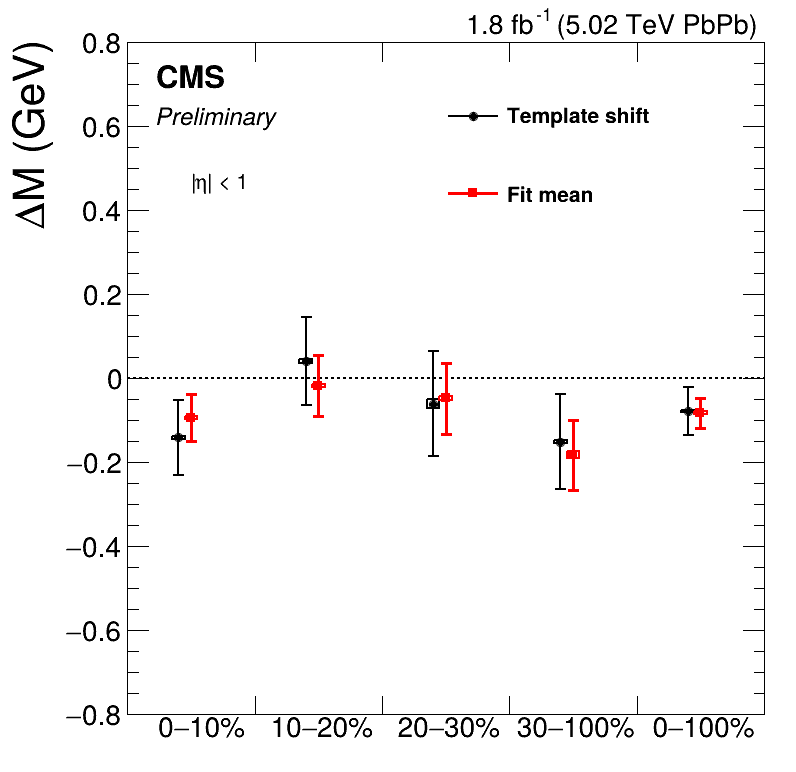 1.8 fb⁻¹ (5.02 TeV PbPb)
CMS
Preliminary
|η| < 1
Template shift
Fit mean
ΔM (GeV)
0.8
0.6
0.4
0.2
0
−0.2
−0.4
−0.6
−0.8
0−10% 10−20% 20−30% 30−100% 0−100%